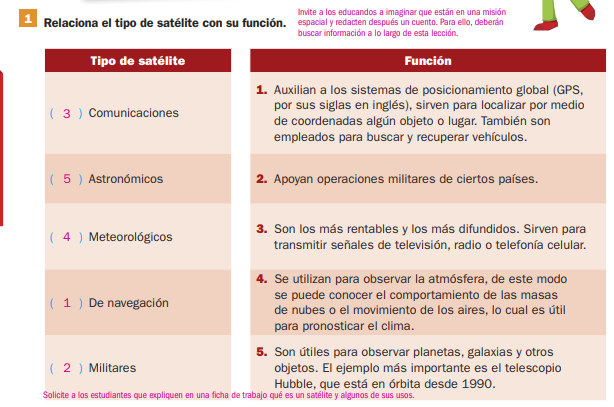 1 Relaciona el tipo de satélite con su función.
Invite a los educandos a imaginar que están en una misión
espacial y redacten después un cuento. Para ello, deberán
buscar información a lo largo de esta lección.
Tipo de satélite
( 3 ) Comunicaciones
( 5 ) Astronómicos
( 4 ) Meteorológicos
( 1 ) De navegación
( 2 ) Militares
Función
1. Auxilian a los sistemas de posicionamiento global (GPS,
por sus siglas en inglés), sirven para localizar por medio
de coordenadas algún objeto o lugar. También son
empleados para buscar y recuperar vehículos.
2. Apoyan operaciones militares de ciertos países.
3. Son los más rentables y los más difundidos. Sirven para
transmitir señales de televisión, radio o telefonía celular.
4. Se utilizan para observar la atmósfera, de este modo
se puede conocer el comportamiento de las masas
de nubes o el movimiento de los aires, lo cual es útil
para pronosticar el clima.
5. Son útiles para observar planetas, galaxias y otros
objetos. El ejemplo más importante es el telescopio
Hubble, que está en órbita desde 1990.
Solicite a los estudiantes que expliquen en una ficha de trabajo qué es un satélite y algunos de sus usos.